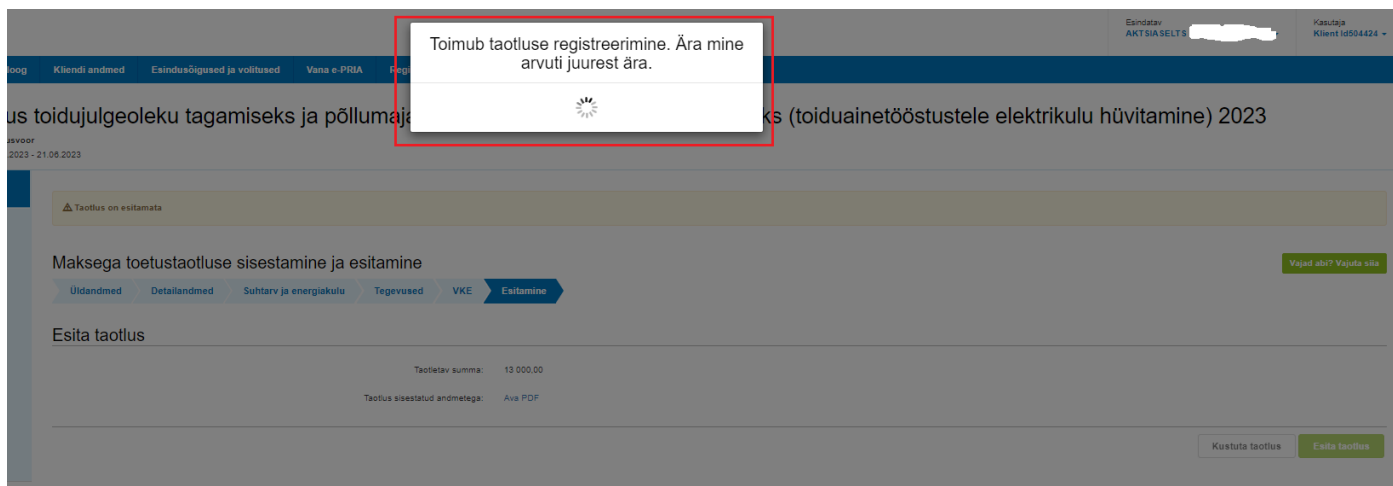 Esindatav
Kasutaja
AKTSIASELTS
Klient Id504424
Toimub taotluse registreerimine. Ära mine
arvuti juurest ära.
loog Kliendi andmed Esindusõigused ja volitused Vana e-PRIA Regi
us toidujulgeoleku tagamiseks ja põllumaja ks (toiduainetööstustele elektrikulu hüvitamine) 2023
usvoor
.2023 - 21.06.2023
Taotlus on esitamata
Maksega toetustaotluse sisestamine ja esitamine
Vajad abi? Vajuta siia
Üldandmed Detailandmed Suhtarv ja energiakulu Tegevused VKE Esitamine
Esita taotlus
Taotletav summa: 13 000,00
Taotlus sisestatud andmetega: Ava PDF
Kustuta taotlus Esita taotlus